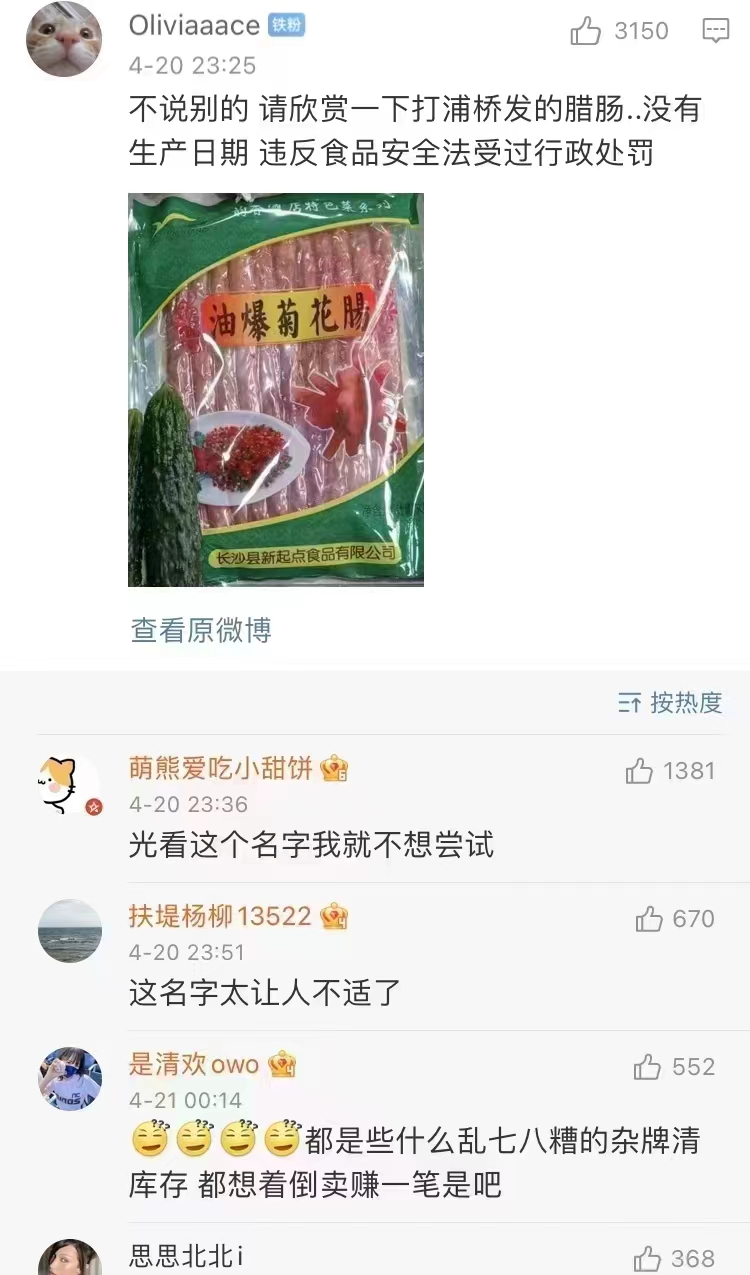 Oliviaaace 铁粉
3150
4-20 23:25
不说别的 请欣赏一下打浦桥发的腊肠..没有
生产日期 违反食品安全法受过行政处罚
店特色菜系列
油爆菊花腸
长沙县新起点食品有限公司
查看原微博
按热度
萌熊爱吃小甜饼
1381
4-20 23:36
光看这个名字我就不想尝试
扶堤杨柳13522
670
4-20 23:51
这名字太让人不适了
是清欢owo
552
4-21 00:14
都是些什么乱七八糟的杂牌清
库存 都想着倒卖赚一笔是吧
思思北北i
368